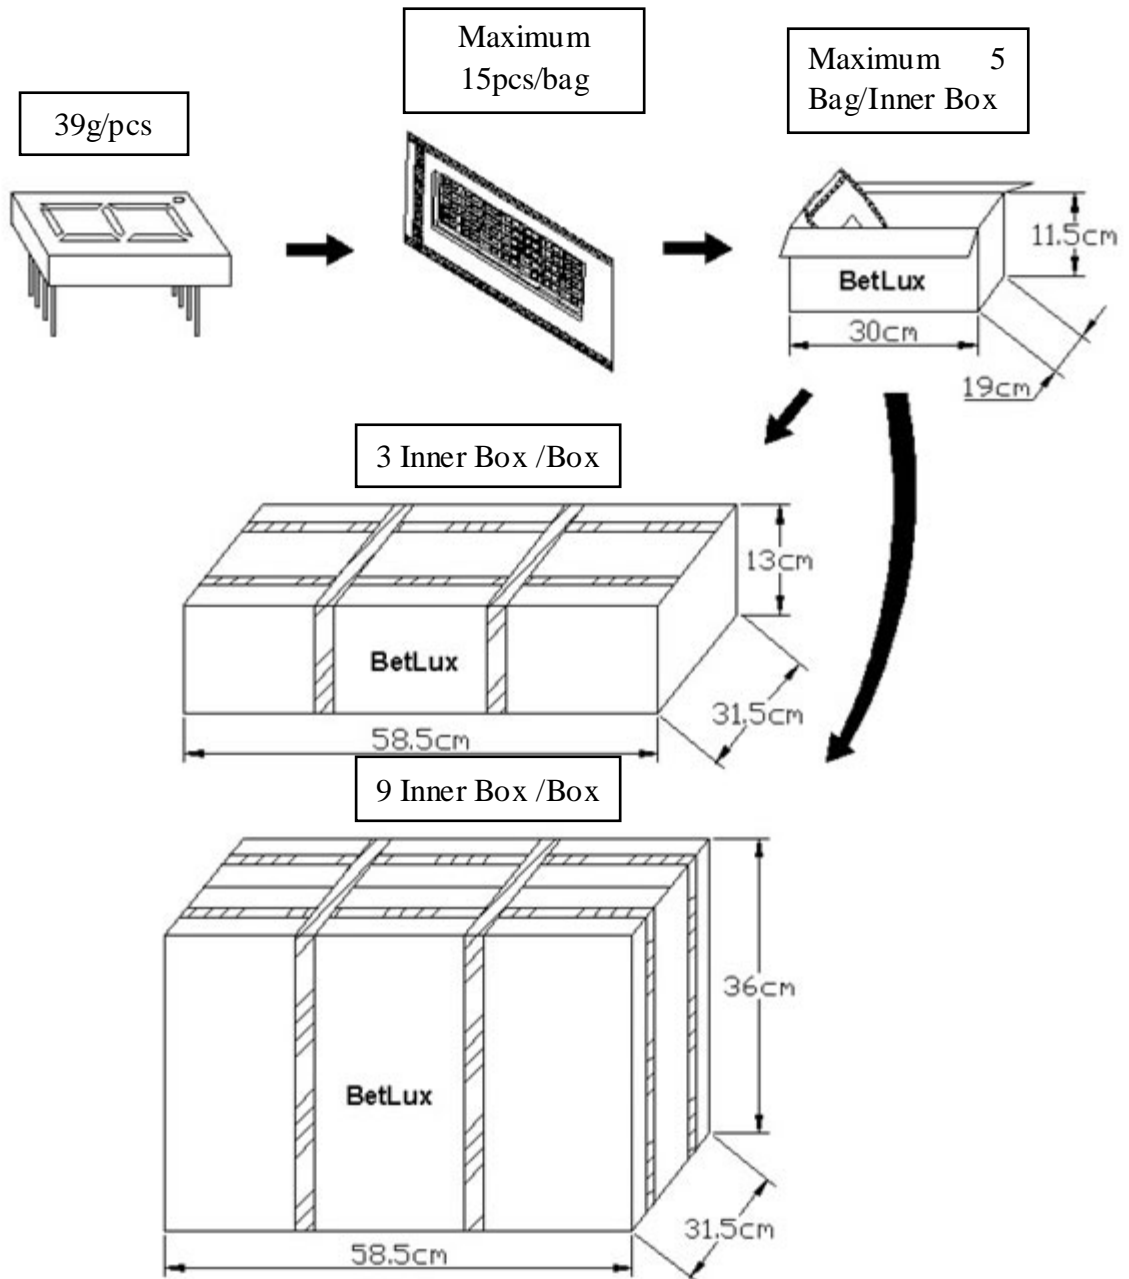 Maximum
15pcs/bag
Maximum 5
Bag/Inner Box
39g/pcs
11.5cm
BetLux
30cm
19cm
3 Inner Box /Box
13cm
BetLux
31.5cm
58.5cm
9 Inner Box /Box
36cm
BetLux
31.5cm
58.5cm